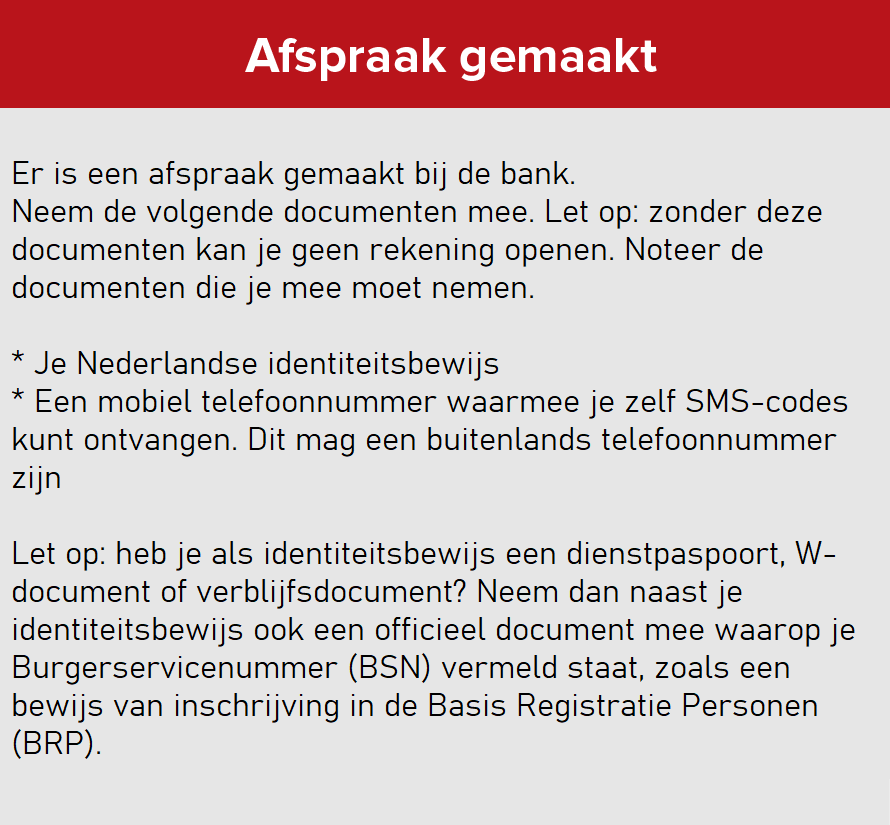 Afspraak gemaakt
Er is een afspraak gemaakt bij de bank.
Neem de volgende documenten mee. Let op: zonder deze
documenten kan je geen rekening openen. Noteer de
documenten die je mee moet nemen.
* Je Nederlandse identiteitsbewijs
* Een mobiel telefoonnummer waarmee je zelf SMS-codes
kunt ontvangen. Dit mag een buitenlands telefoonnummer
zijn
Let op: heb je als identiteitsbewijs een dienstpaspoort, W-
document of verblijfsdocument? Neem dan naast je
identiteitsbewijs ook een officieel document mee waarop je
Burgerservicenummer (BSN) vermeld staat, zoals een
bewijs van inschrijving in de Basis Registratie Personen
(BRP).